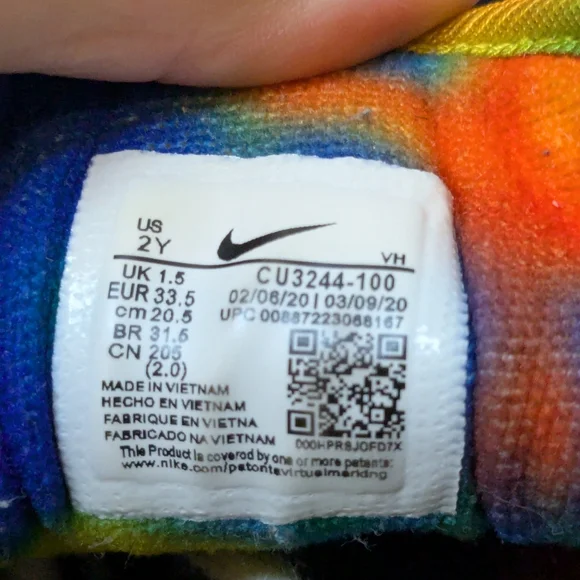 US
2Y
VH
UK 1.5
EUR 33.5
cm 20.5
BR 31.5
CN 205
(2.0)
CU3244-100
02/06/20 | 03/09/20
UPC 00887223068167
MADE IN VIETNAM
HECHO EN VIETNAM
FABRIQUE EN VIETNA
FABRICADO NA VIETNAM
000HPRSJOFD7X
This Product is covered by one or more patents:
www.nike.com/patentsvirtualmarking